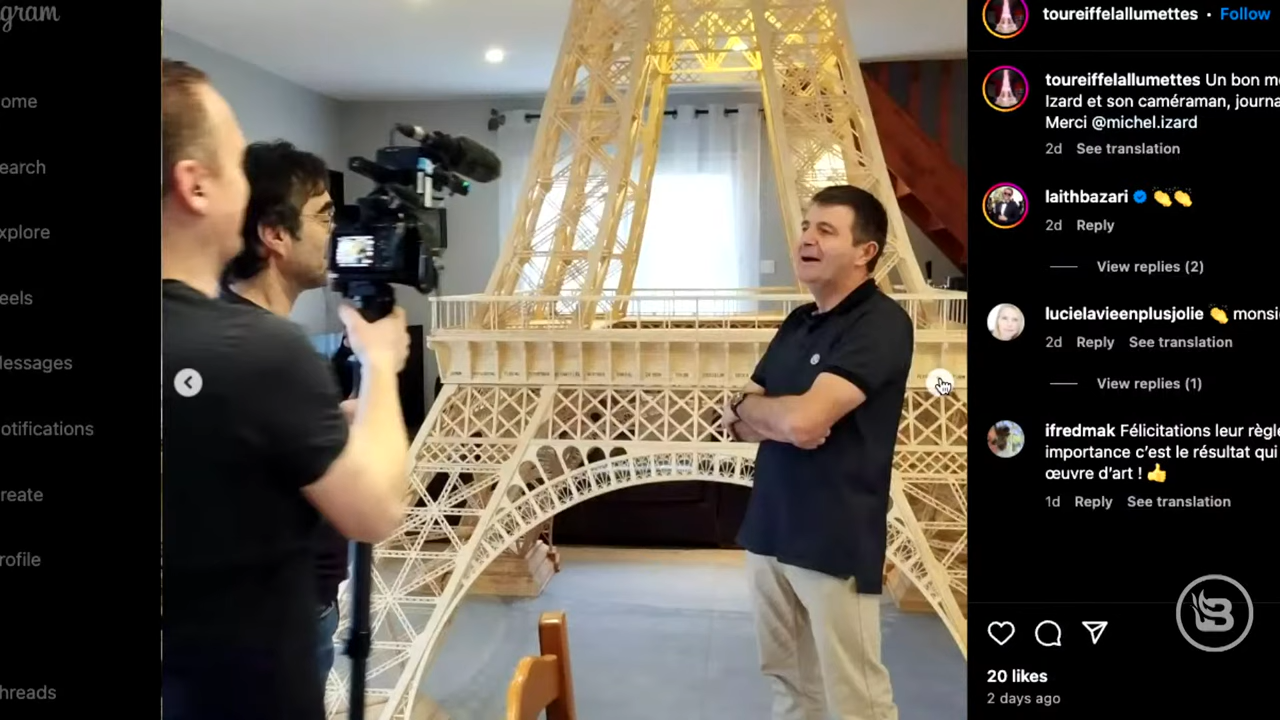 gram
ome
earch
xplore
eels
lessages
otifications
reate
rofile
hreads
toureiffelallumettes · Follow
toureiffelallumettes Un bon m
Izard et son caméraman, journa
Merci @michel.izard
2d See translation
laithbazari 👏👏
2d Reply
View replies (2)
lucielavieenplusjolie 👏 monsi
2d Reply See translation
View replies (1)
ifredmak Félicitations leur règl
importance c'est le résultat qui
œuvre d'art ! 👍
1d Reply See translation
20 likes
2 days ago